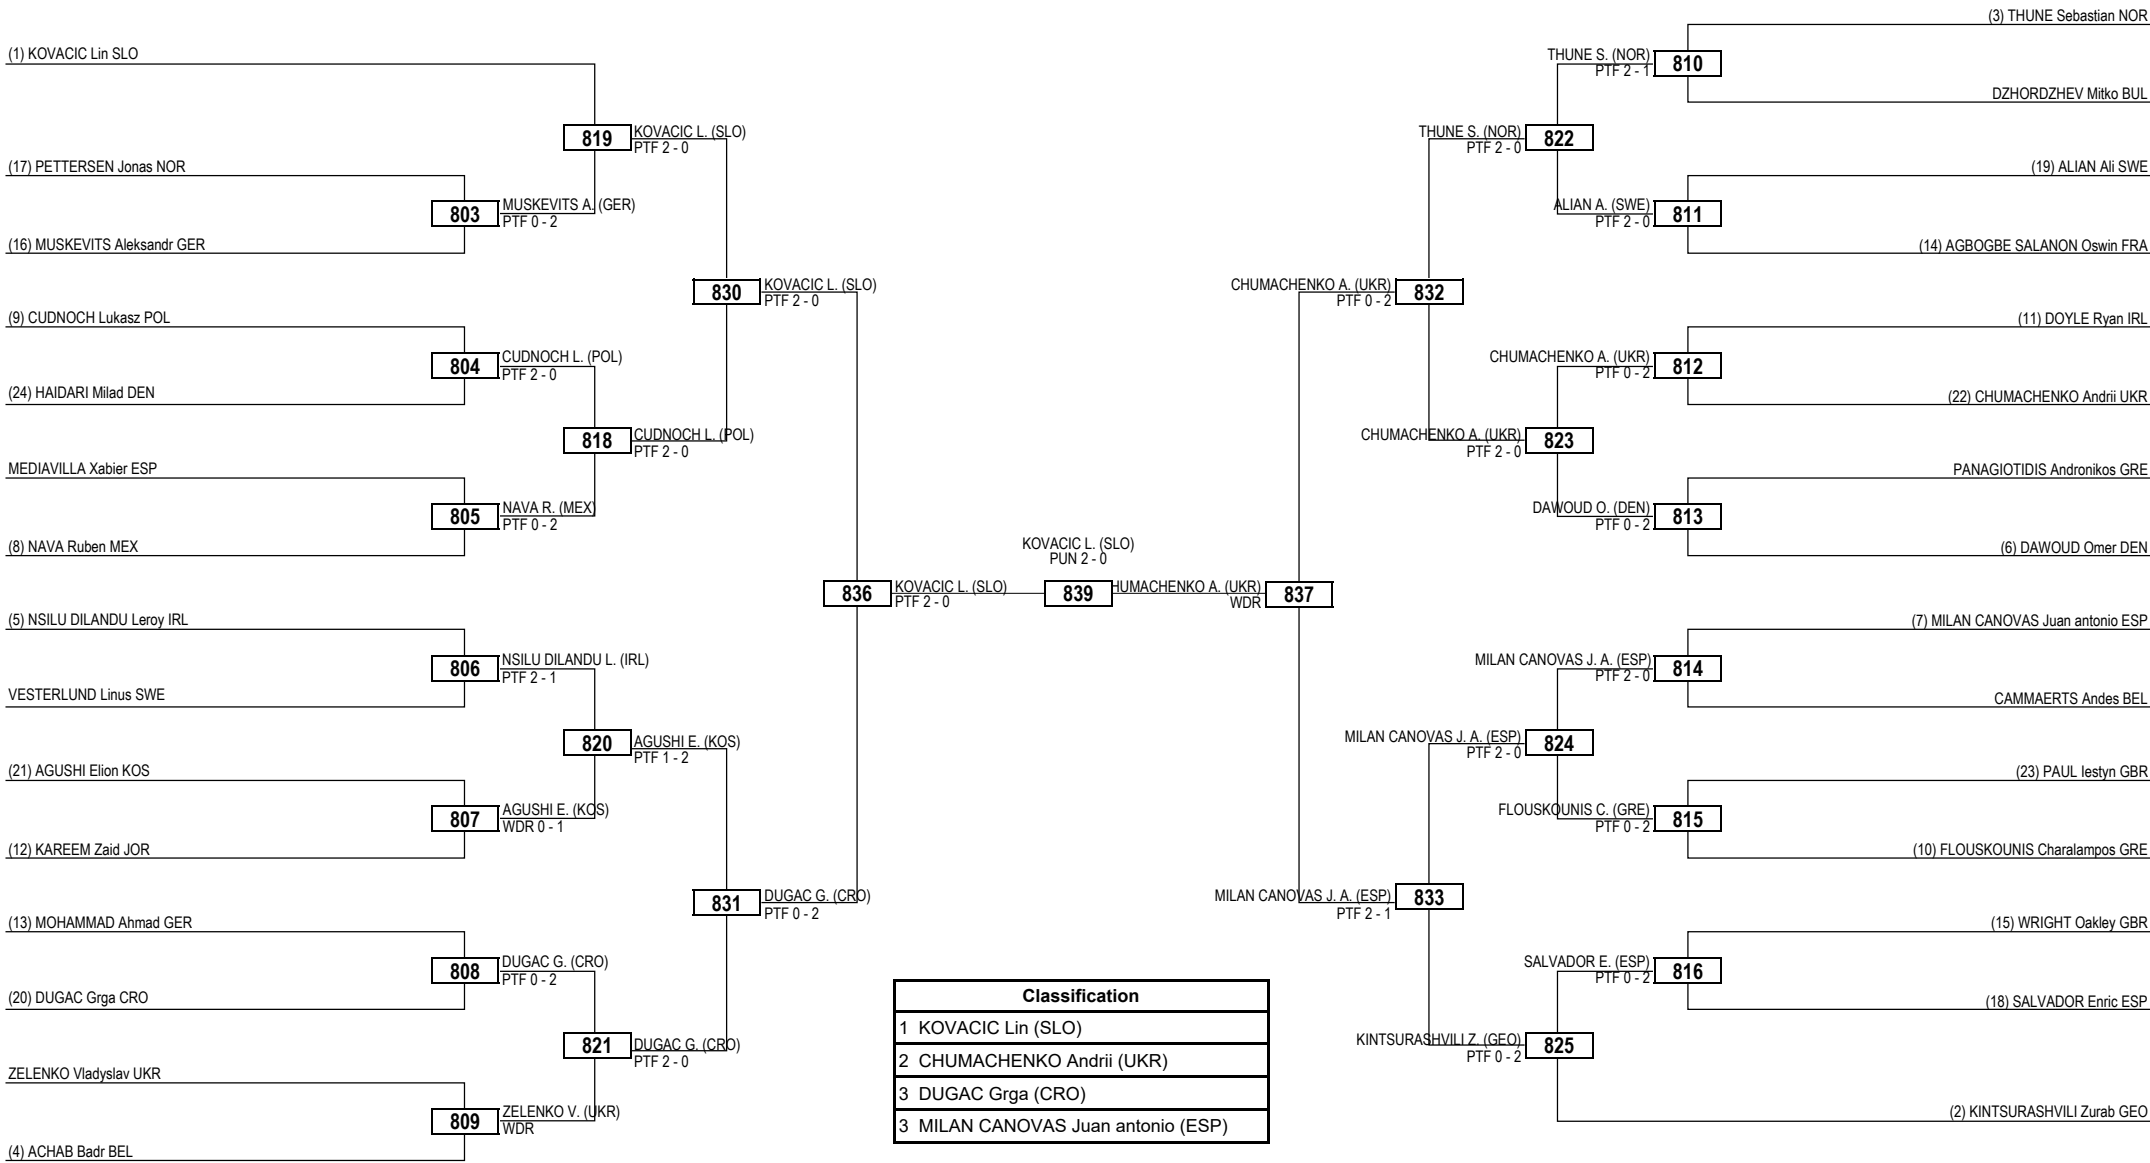 (1) KOVACIC Lin SLO
819
KOVACIC L. (SLO)
PTF 2 - 0
(17) PETTERSEN Jonas NOR
803
MUSKEVITS A. (GER)
PTF 0 - 2
(16) MUSKEVITS Aleksandr GER
830
KOVACIC L. (SLO)
PTF 2 - 0
(9) CUDNOCH Lukasz POL
804
CUDNOCH L. (POL)
PTF 2 - 0
(24) HAIDARI Milad DEN
818
CUDNOCH L. (POL)
PTF 2 - 0
MEDIAVILLA Xabier ESP
805
NAVA R. (MEX)
PTF 0 - 2
(8) NAVA Ruben MEX
836
KOVACIC L. (SLO)
PTF 2 - 0
(5) NSILU DILANDU Leroy IRL
806
NSILU DILANDU L. (IRL)
PTF 2 - 1
VESTERLUND Linus SWE
820
AGUSHI E. (KOS)
PTF 1 - 2
(21) AGUSHI Elion KOS
807
AGUSHI E. (KOS)
WDR 0 - 1
(12) KAREEM Zaid JOR
831
DUGAC G. (CRO)
PTF 0 - 2
(13) MOHAMMAD Ahmad GER
808
DUGAC G. (CRO)
PTF 0 - 2
(20) DUGAC Grga CRO
821
DUGAC G. (CRO)
PTF 2 - 0
ZELENKO Vladyslav UKR
809
ZELENKO V. (UKR)
WDR
(4) ACHAB Badr BEL
KOVACIC L. (SLO)
PUN 2 - 0
839
(3) THUNE Sebastian NOR
THUNE S. (NOR)
PTF 2 - 1
810
DZHORDZHEV Mitko BUL
THUNE S. (NOR)
PTF 2 - 0
822
(19) ALIAN Ali SWE
ALIAN A. (SWE)
PTF 2 - 0
811
(14) AGBOGBE SALANON Oswin FRA
CHUMACHENKO A. (UKR)
PTF 0 - 2
832
(11) DOYLE Ryan IRL
CHUMACHENKO A. (UKR)
PTF 0 - 2
812
(22) CHUMACHENKO Andrii UKR
CHUMACHENKO A. (UKR)
PTF 2 - 0
823
PANAGIOTIDIS Andronikos GRE
DAWOUD O. (DEN)
PTF 0 - 2
813
(6) DAWOUD Omer DEN
HUMACHENKO A. (UKR)
WDR
837
(7) MILAN CANOVAS Juan antonio ESP
MILAN CANOVAS J. A. (ESP)
PTF 2 - 0
814
CAMMAERTS Andes BEL
MILAN CANOVAS J. A. (ESP)
PTF 2 - 0
824
(23) PAUL Iestyn GBR
FLOUSKOUNIS C. (GRE)
PTF 0 - 2
815
(10) FLOUSKOUNIS Charalampos GRE
MILAN CANOVAS J. A. (ESP)
PTF 2 - 1
833
(15) WRIGHT Oakley GBR
SALVADOR E. (ESP)
PTF 0 - 2
816
(18) SALVADOR Enric ESP
KINTSURASHVILI Z. (GEO)
PTF 0 - 2
825
(2) KINTSURASHVILI Zurab GEO
Classification
1 KOVACIC Lin (SLO)
2 CHUMACHENKO Andrii (UKR)
3 DUGAC Grga (CRO)
3 MILAN CANOVAS Juan antonio (ESP)